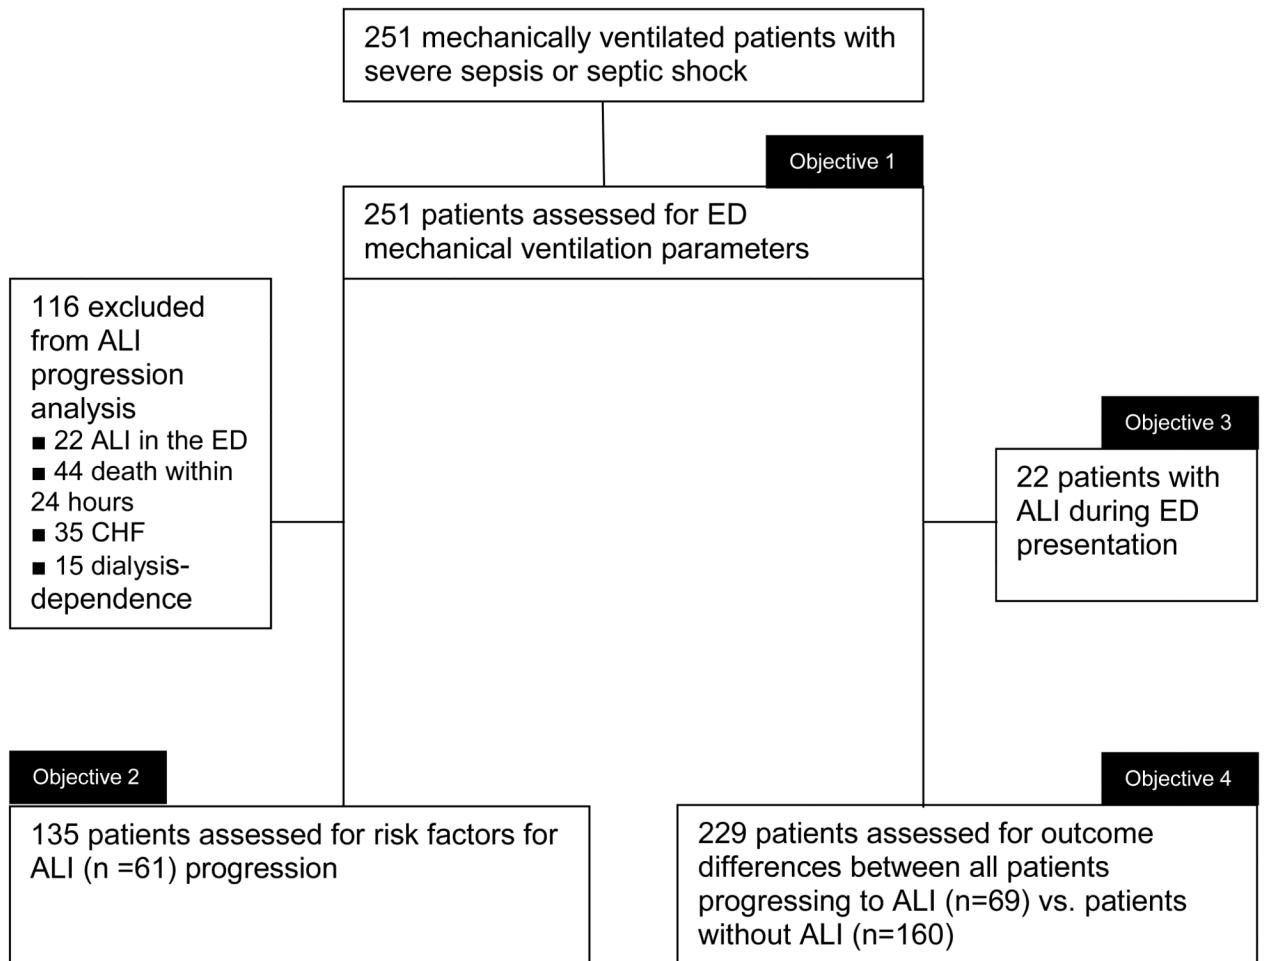 251 mechanically ventilated patients with
severe sepsis or septic shock
Objective 1
251 patients assessed for ED
mechanical ventilation parameters
116 excluded
from ALI
progression
analysis
■ 22 ALI in the ED
■ 44 death within
24 hours
■ 35 CHF
■ 15 dialysis-
dependence
Objective 3
22 patients with
ALI during ED
presentation
Objective 2
135 patients assessed for risk factors for
ALI (n =61) progression
Objective 4
229 patients assessed for outcome
differences between all patients
progressing to ALI (n=69) vs. patients
without ALI (n=160)